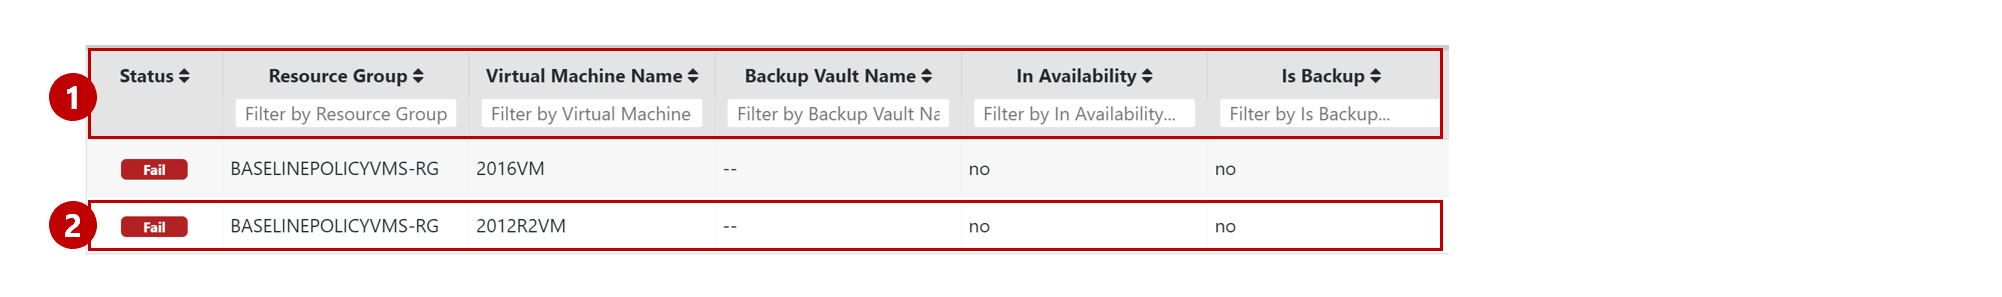 1
Status Resource Group Virtual Machine Name Backup Vault Name In Availability Is Backup
Filter by Resource Group Filter by Virtual Machine Filter by Backup Vault Na Filter by In Availability... Filter by Is Backup...
Fail BASELINEPOLICYVMS-RG 2016VM -- no no
2
Fail BASELINEPOLICYVMS-RG 2012R2VM -- no no